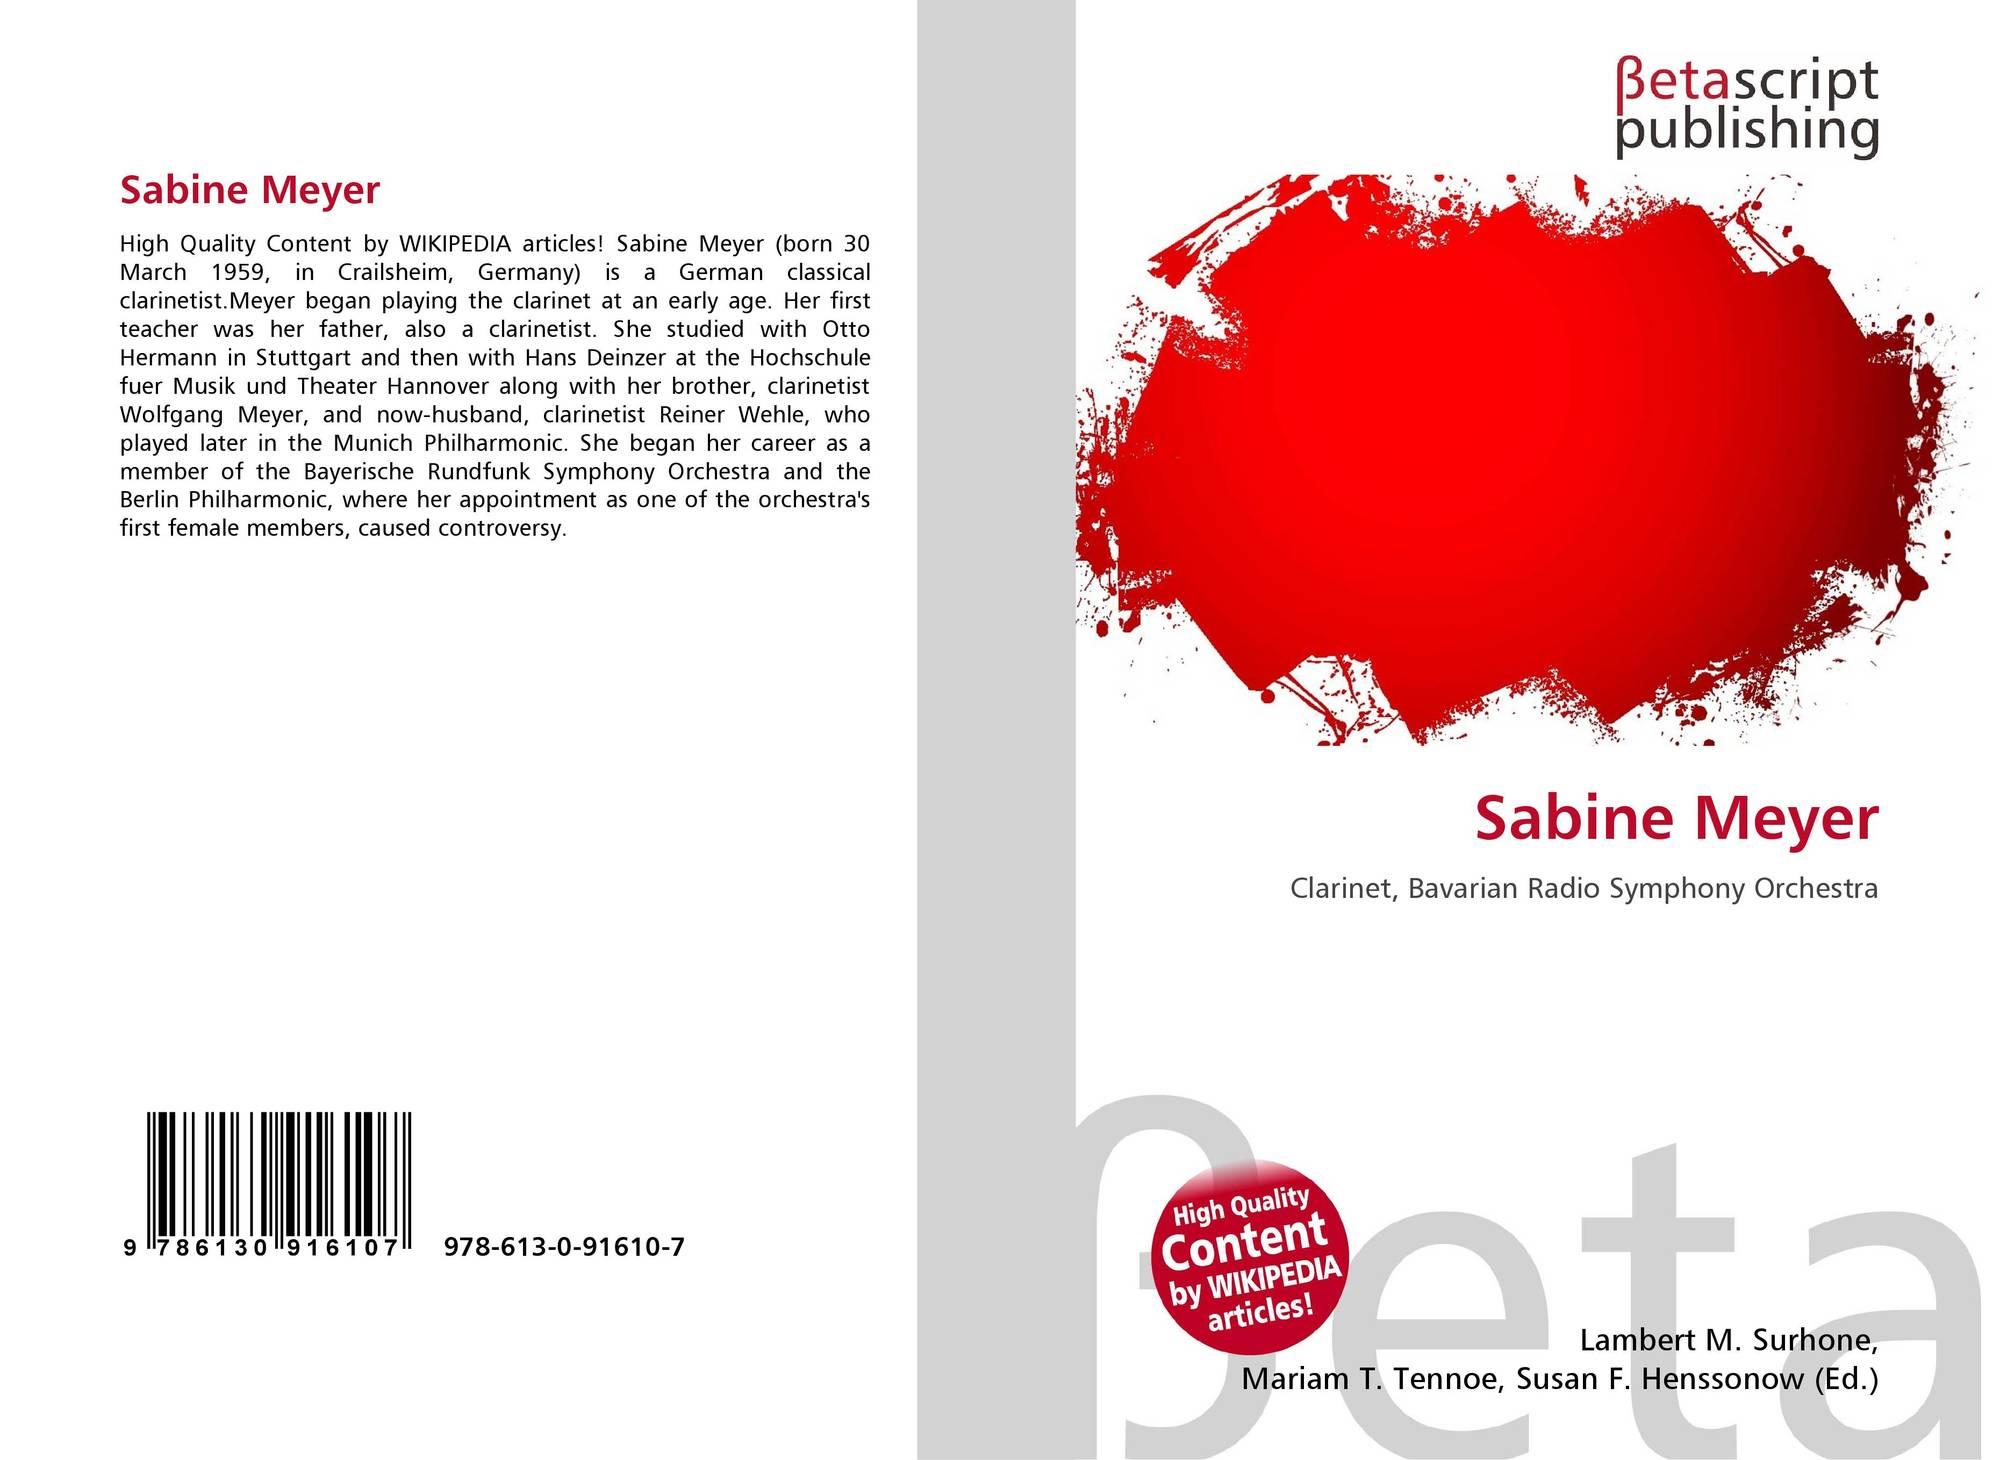 Sabine Meyer
High Quality Content by WIKIPEDIA articles! Sabine Meyer (born 30
March 1959, in Crailsheim, Germany) is a German classical
clarinetist.Meyer began playing the clarinet at an early age. Her first
teacher was her father, also a clarinetist. She studied with Otto
Hermann in Stuttgart and then with Hans Deinzer at the Hochschule
fuer Musik und Theater Hannover along with her brother, clarinetist
Wolfgang Meyer, and now-husband, clarinetist Reiner Wehle, who
played later in the Munich Philharmonic. She began her career as a
member of the Bayerische Rundfunk Symphony Orchestra and the
Berlin Philharmonic, where her appointment as one of the orchestra's
first female members, caused controversy.
9 786130 916107
978-613-0-91610-7
βetascript
publishing
Sabine Meyer
Clarinet, Bavarian Radio Symphony Orchestra
βeta
High Quality
Content
by WIKIPEDIA
articles!
Lambert M. Surhone,
Mariam T. Tennoe, Susan F. Henssonow (Ed.)